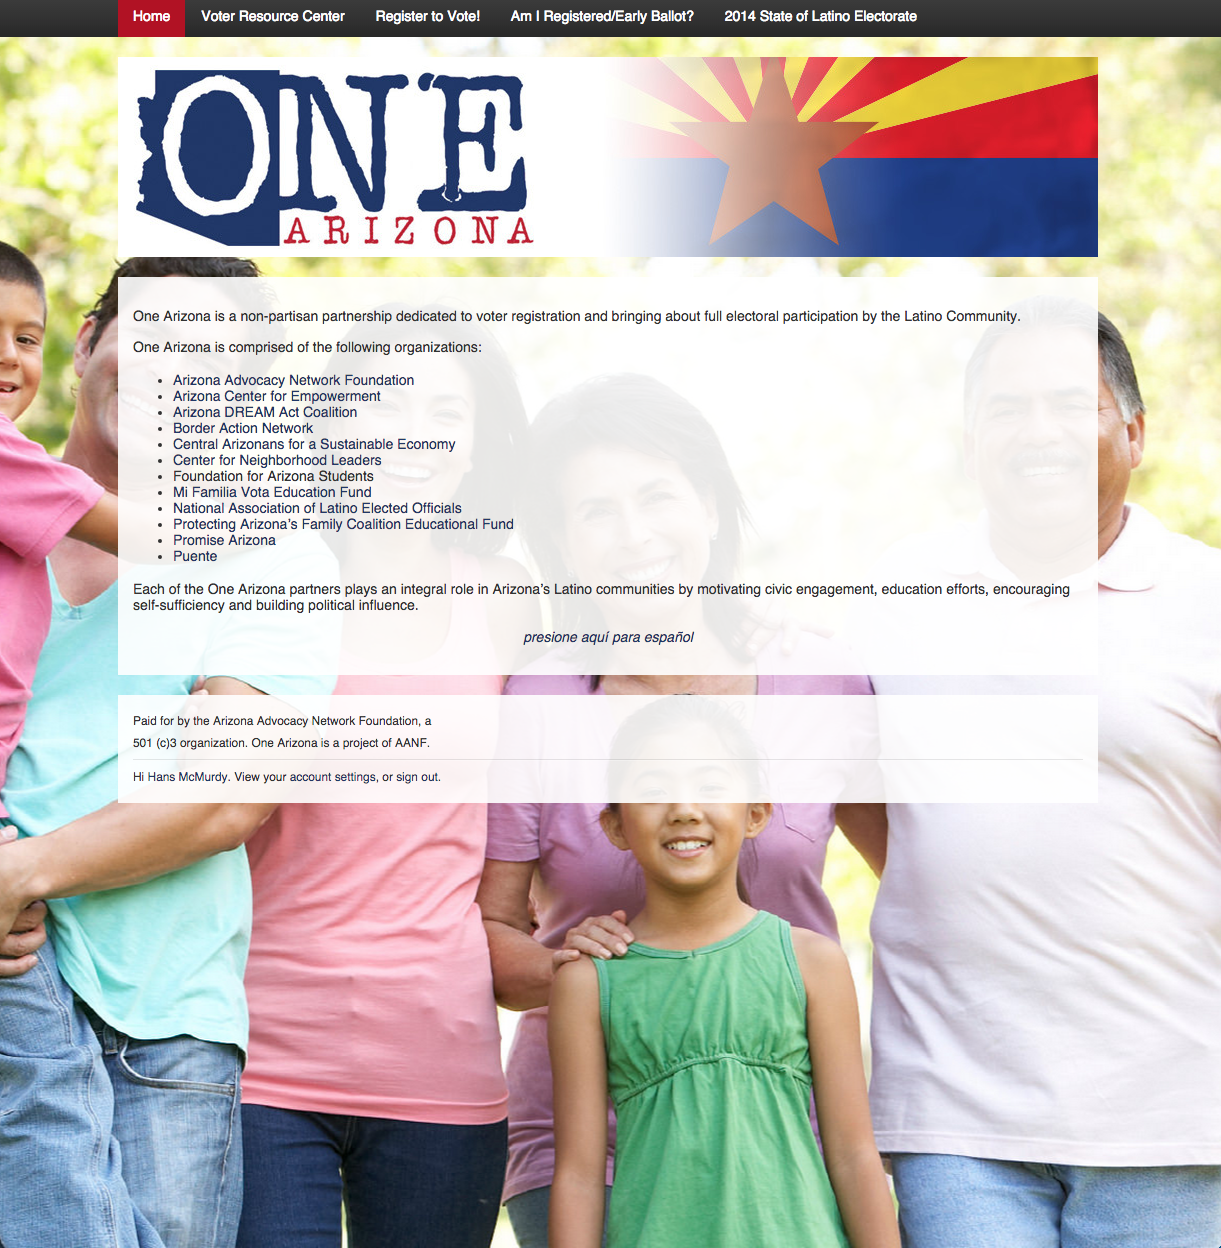 Home Voter Resource Center Register to Vote! Am I Registered/Early Ballot? 2014 State of Latino Electorate
ONE
ARIZONA
One Arizona is a non-partisan partnership dedicated to voter registration and bringing about full electoral participation by the Latino Community.
One Arizona is comprised of the following organizations:
• Arizona Advocacy Network Foundation
• Arizona Center for Empowerment
• Arizona DREAM Act Coalition
• Border Action Network
• Central Arizonans for a Sustainable Economy
• Center for Neighborhood Leaders
• Foundation for Arizona Students
• Mi Familia Vota Education Fund
• National Association of Latino Elected Officials
• Protecting Arizona’s Family Coalition Educational Fund
• Promise Arizona
• Puente
Each of the One Arizona partners plays an integral role in Arizona’s Latino communities by motivating civic engagement, education efforts, encouraging
self-sufficiency and building political influence.
presione aquí para español
Paid for by the Arizona Advocacy Network Foundation, a
501 (c)3 organization. One Arizona is a project of AANF.
Hi Hans McMurdy. View your account settings, or sign out.